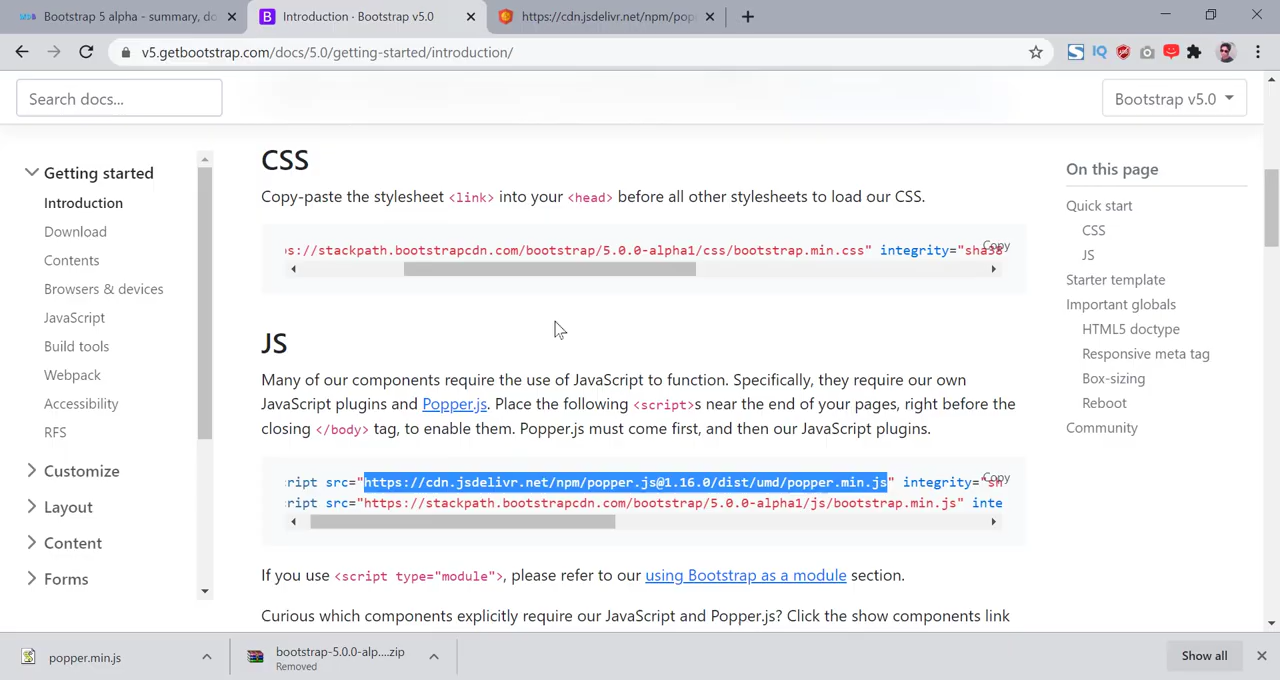 Bootstrap 5 alpha - summary, do
Introduction · Bootstrap v5.0
https://cdn.jsdelivr.net/npm/pop
v5.getbootstrap.com/docs/5.0/getting-started/introduction/
Search docs...
Bootstrap v5.0
Getting started
Introduction
Download
Contents
Browsers & devices
JavaScript
Build tools
Webpack
Accessibility
RFS
Customize
Layout
Content
Forms
CSS
Copy-paste the stylesheet <link> into your <head> before all other stylesheets to load our CSS.
Copy
ps://stackpath.bootstrapcdn.com/bootstrap/5.0.0-alpha1/css/bootstrap.min.css" integrity="sha38
JS
Many of our components require the use of JavaScript to function. Specifically, they require our own
JavaScript plugins and Popper.js. Place the following <script>s near the end of your pages, right before the
closing </body> tag, to enable them. Popper.js must come first, and then our JavaScript plugins.
Copy
ript src="https://cdn.jsdelivr.net/npm/popper.js@1.16.0/dist/umd/popper.min.js" integrity="sh
cript src="https://stackpath.bootstrapcdn.com/bootstrap/5.0.0-alpha1/js/bootstrap.min.js" inte
If you use <script type="module">, please refer to our using Bootstrap as a module section.
Curious which components explicitly require our JavaScript and Popper.js? Click the show components link
On this page
Quick start
CSS
JS
Starter template
Important globals
HTML5 doctype
Responsive meta tag
Box-sizing
Reboot
Community
popper.min.js
bootstrap-5.0.0-alp....zip
Removed
Show all